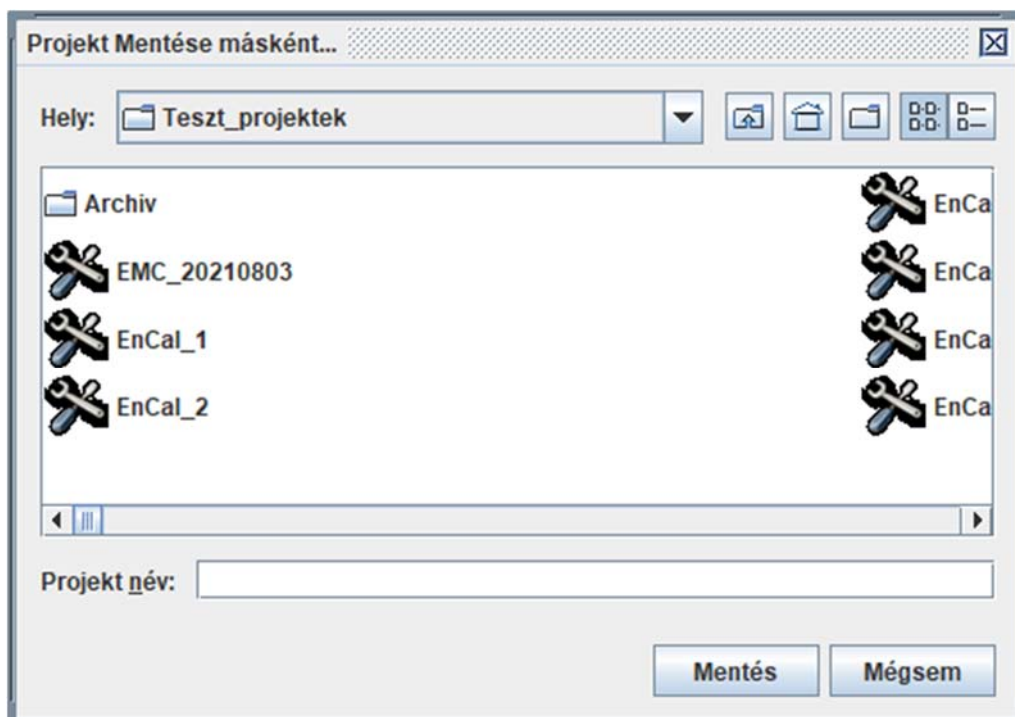 Projekt Mentése másként...
Hely: Teszt_projektek
Archiv
EMC_20210803
EnCal_1
EnCal_2
EnCa
EnCa
EnCa
EnCa
Projekt név:
Mentés Mégsem